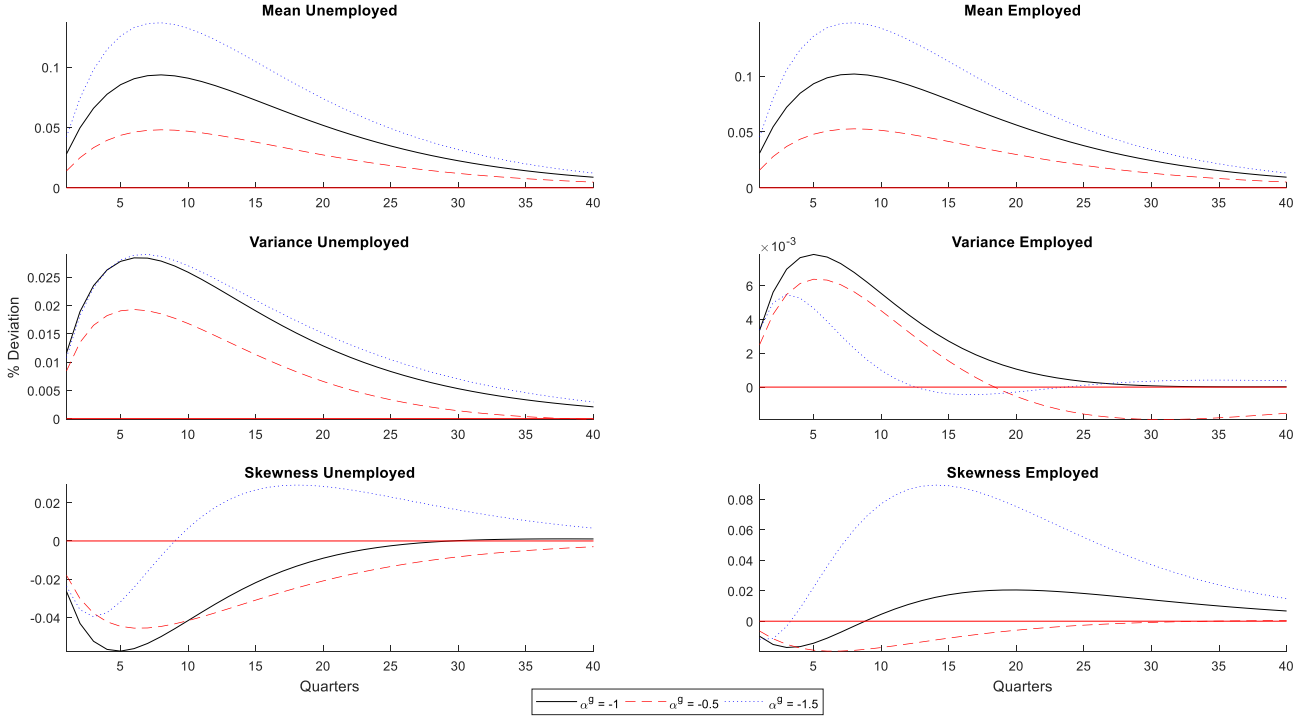 Mean Unemployed
0.1
0.05
0
5 10 15 20 25 30 35 40
Mean Employed
0.1
0.05
0
5 10 15 20 25 30 35 40
Variance Unemployed
% Deviation
0.025
0.02
0.015
0.01
0.005
0
5 10 15 20 25 30 35 40
Variance Employed
×10⁻³
6
4
2
0
5 10 15 20 25 30 35 40
Skewness Unemployed
0.02
0
-0.02
-0.04
5 10 15 20 25 30 35 40
Quarters
Skewness Employed
0.08
0.06
0.04
0.02
0
5 10 15 20 25 30 35 40
Quarters
αᵍ = -1 αᵍ = -0.5 αᵍ = -1.5